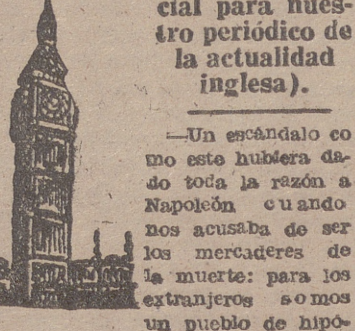 cial para nues-
tro periódico de
la actualidad
inglesa).
—Un escándalo co
mo este hubiera da-
do toda la razón a
Napoleón cuando
nos acusaba de ser
los mercaderes de
la muerte: para los
extranjeros somos
un pueblo de hipó-